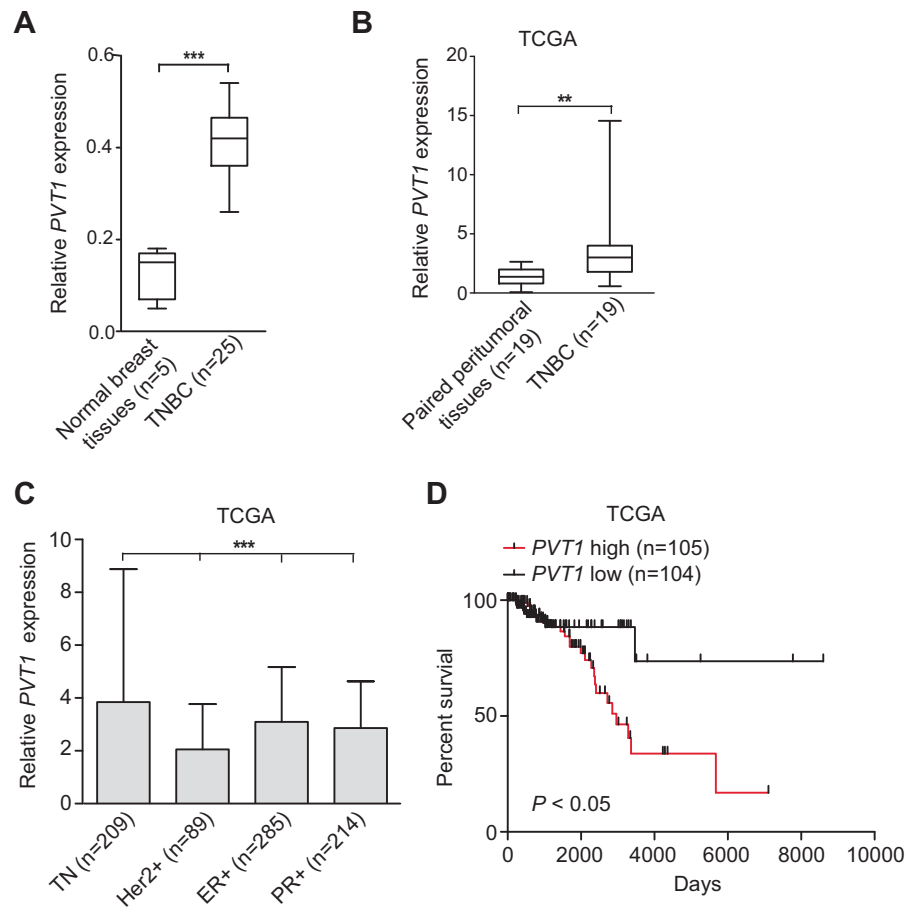 A
Relative PVT1 expression
0.6
0.4
0.2
0.0
***
Normal breast
tissues (n=5)
TNBC (n=25)
B
TCGA
Relative PVT1 expression
20
15
10
5
0
**
Paired peritumoral
tissues (n=19)
TNBC (n=19)
C
TCGA
Relative PVT1 expression
10
8
6
4
2
0
***
TN (n=209)
Her2+ (n=89)
ER+ (n=285)
PR+ (n=214)
D
TCGA
PVT1 high (n=105)
PVT1 low (n=104)
Percent survial
100
50
0
P < 0.05
0 2000 4000 6000 8000 10000
Days